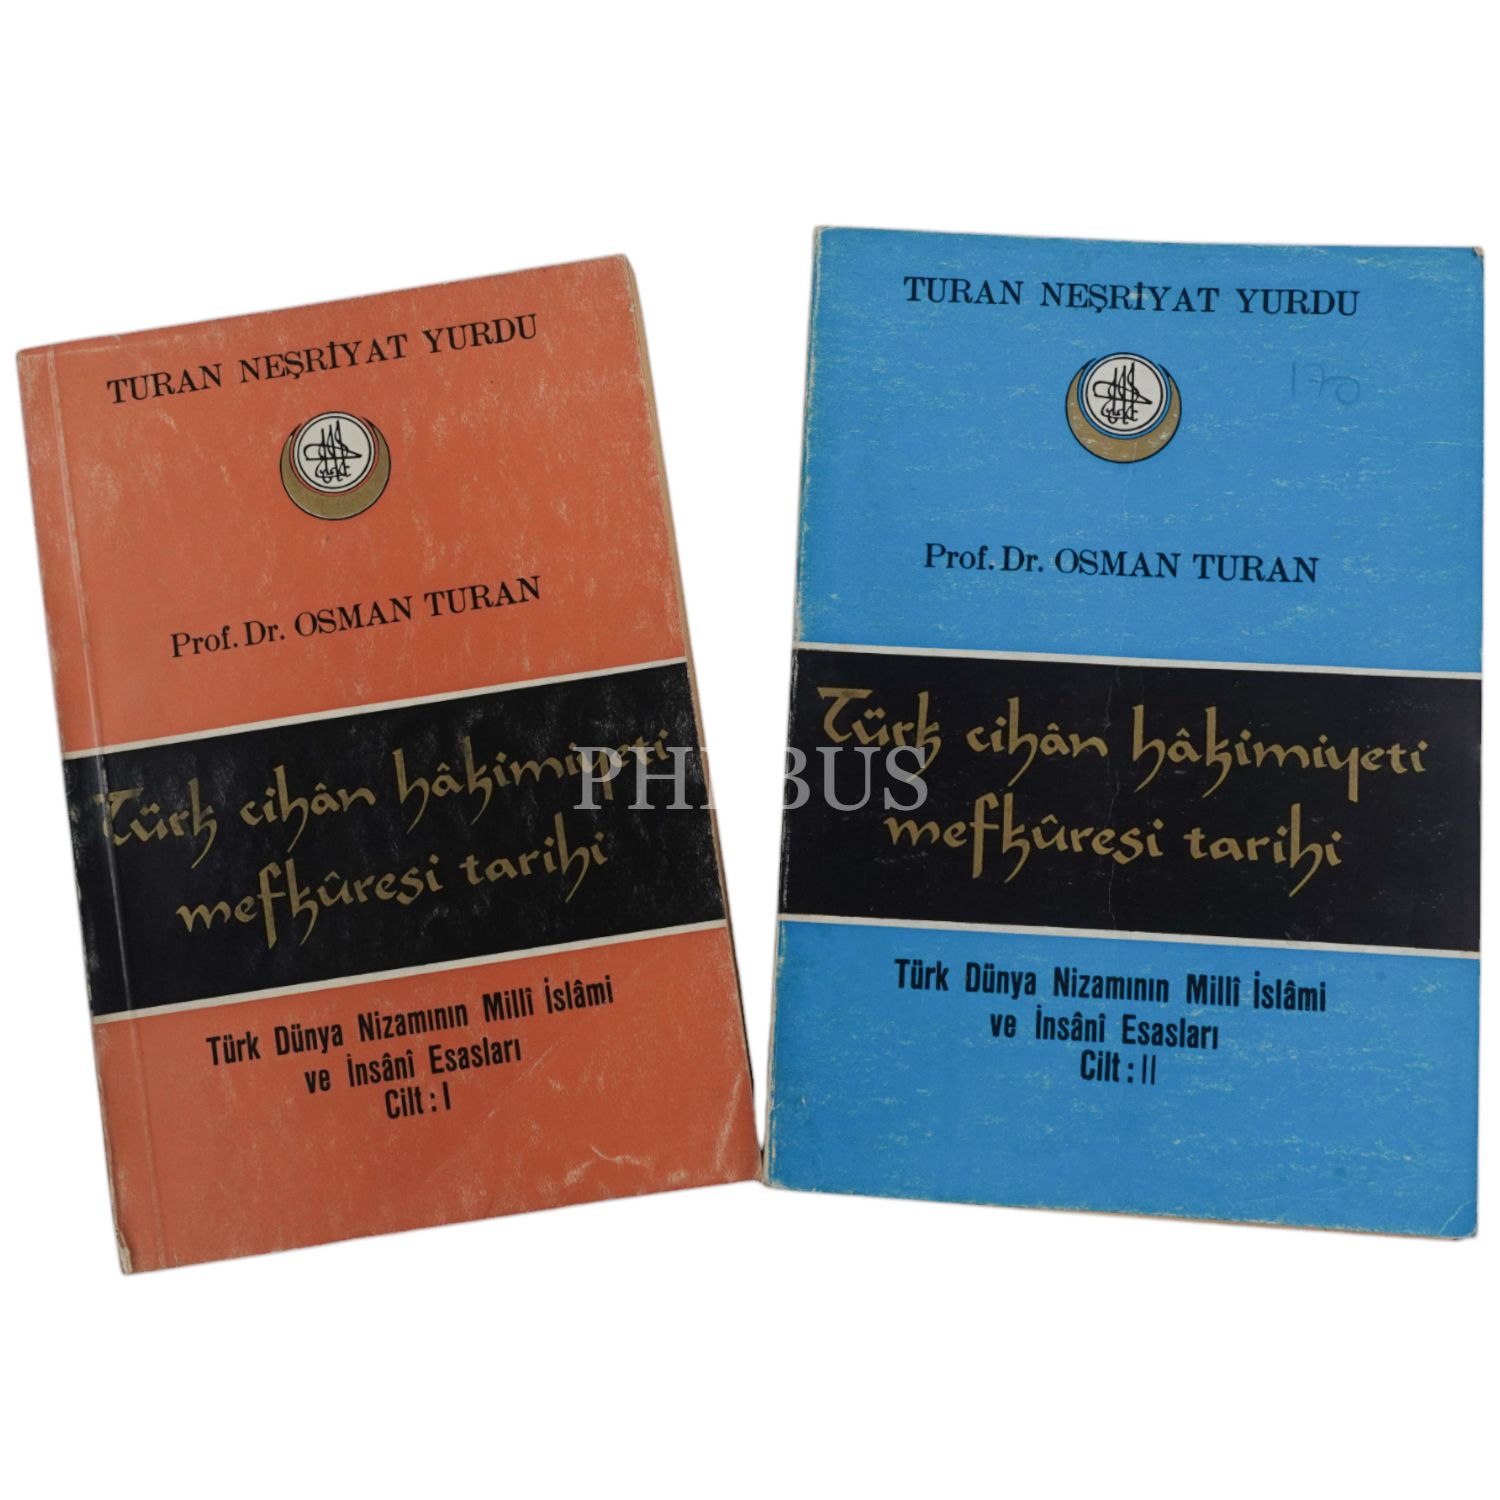 TURAN NEŞRİYAT YURDU
Prof. Dr. OSMAN TURAN
Türk cihân hâkimiyeti
mefkûresi tarihi
Türk Dünya Nizamının Millî İslâmi
ve İnsânî Esasları
Cilt : I
TURAN NEŞRİYAT YURDU
170
Prof. Dr. OSMAN TURAN
Türk cihân hâkimiyeti
mefkûresi tarihi
Türk Dünya Nizamının Millî İslâmi
ve İnsânî Esasları
Cilt : II
PHEBUS